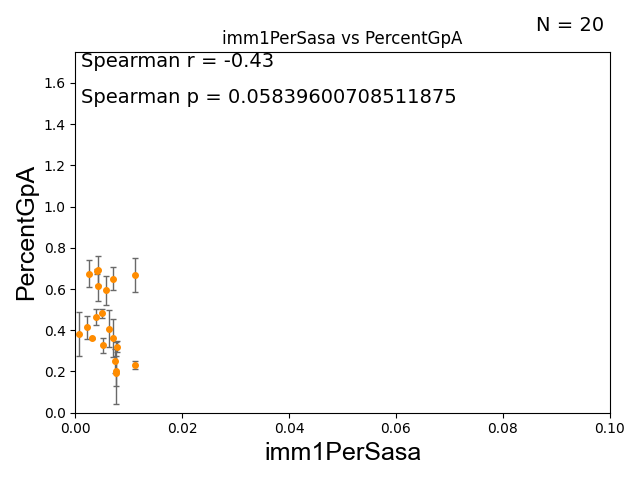 N = 20
imm1PerSasa vs PercentGpA
Spearman r = -0.43
Spearman p = 0.05839600708511875
PercentGpA
1.6
1.4
1.2
1.0
0.8
0.6
0.4
0.2
0.0
0.00 0.02 0.04 0.06 0.08 0.10
imm1PerSasa